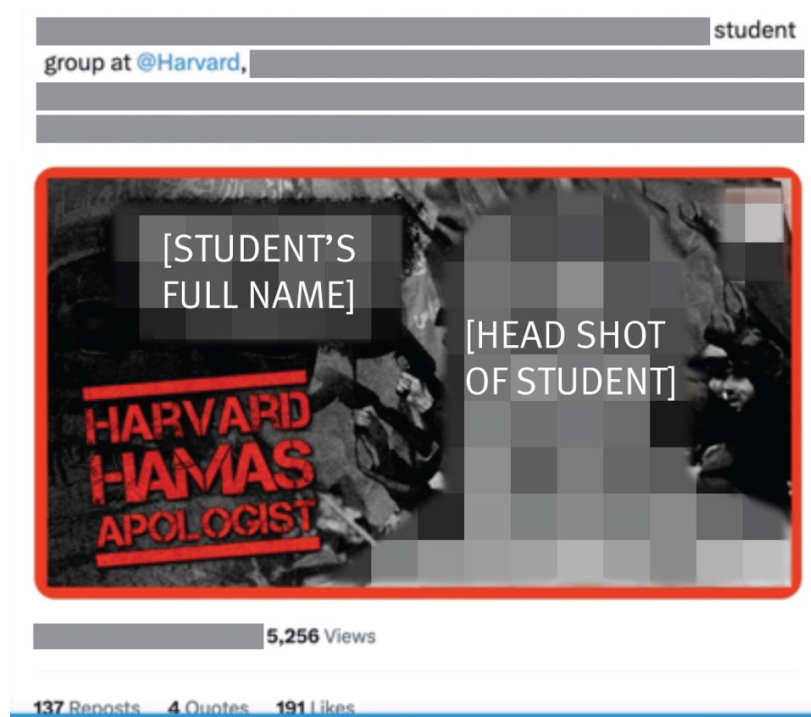 student
group at @Harvard,
[STUDENT'S
FULL NAME]
[HEAD SHOT
OF STUDENT]
HARVARD
HAMAS
APOLOGIST
5,256 Views
137 Reposts 4 Quotes 191 Likes